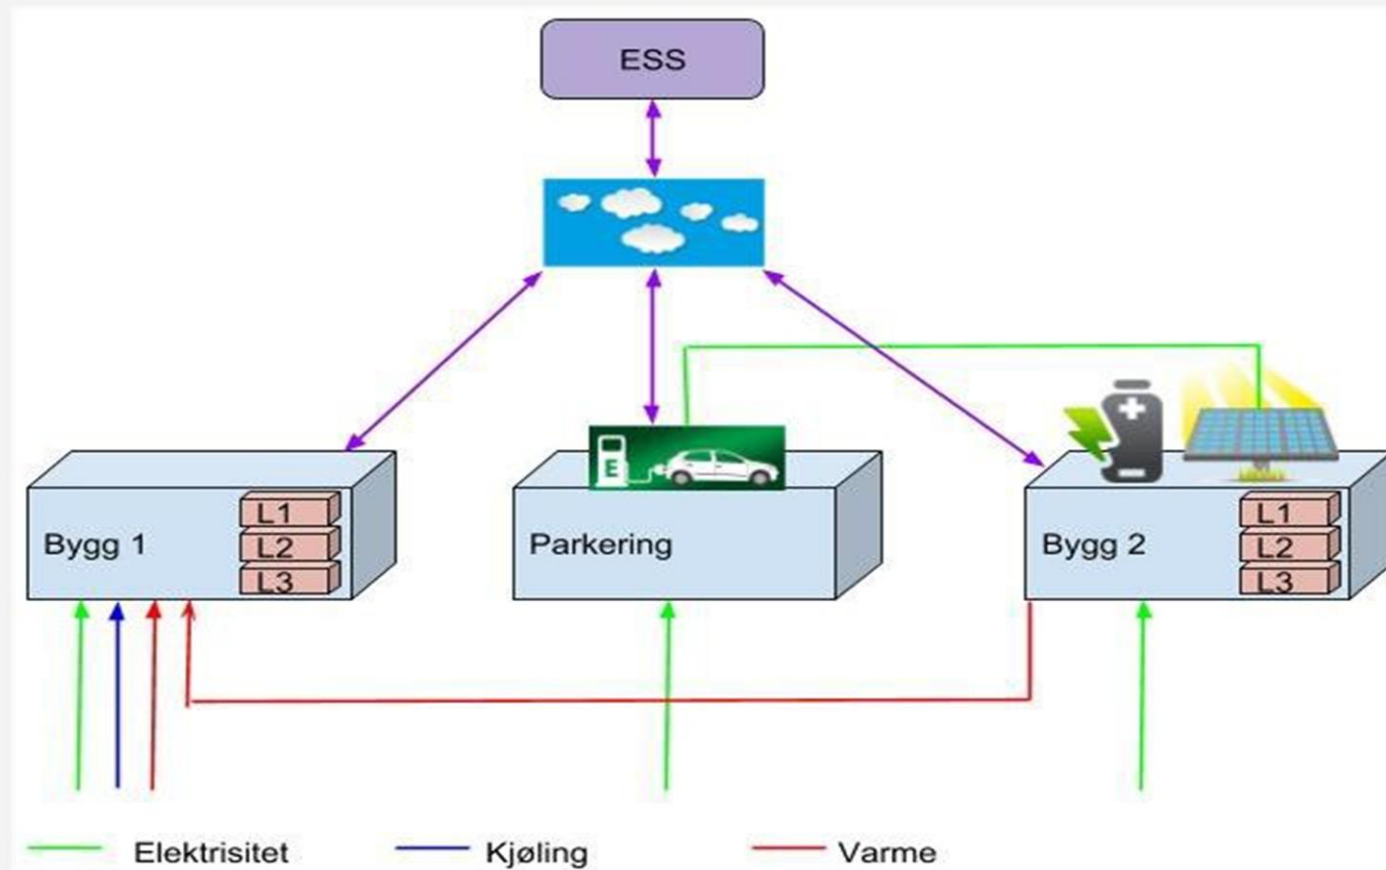 ESS
E
Bygg 1
L1
L2
L3
Parkering
Bygg 2
L1
L2
L3
Elektrisitet
Kjøling
Varme